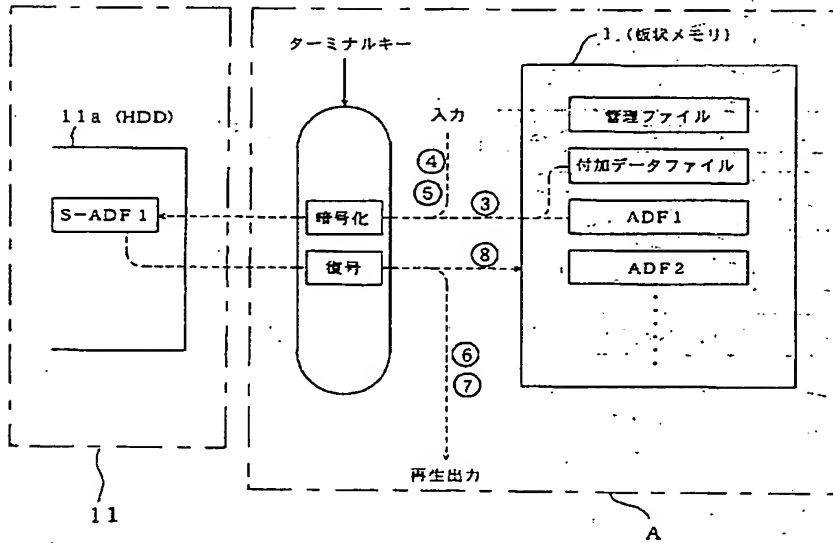 ターミナルキー
1 (板状メモリ)
11a (HDD)
入力
管理ファイル
④
付加データファイル
⑤
S-ADF1
暗号化
③
ADF1
復号
⑧
ADF2
⑥
⑦
再生出力
11
A